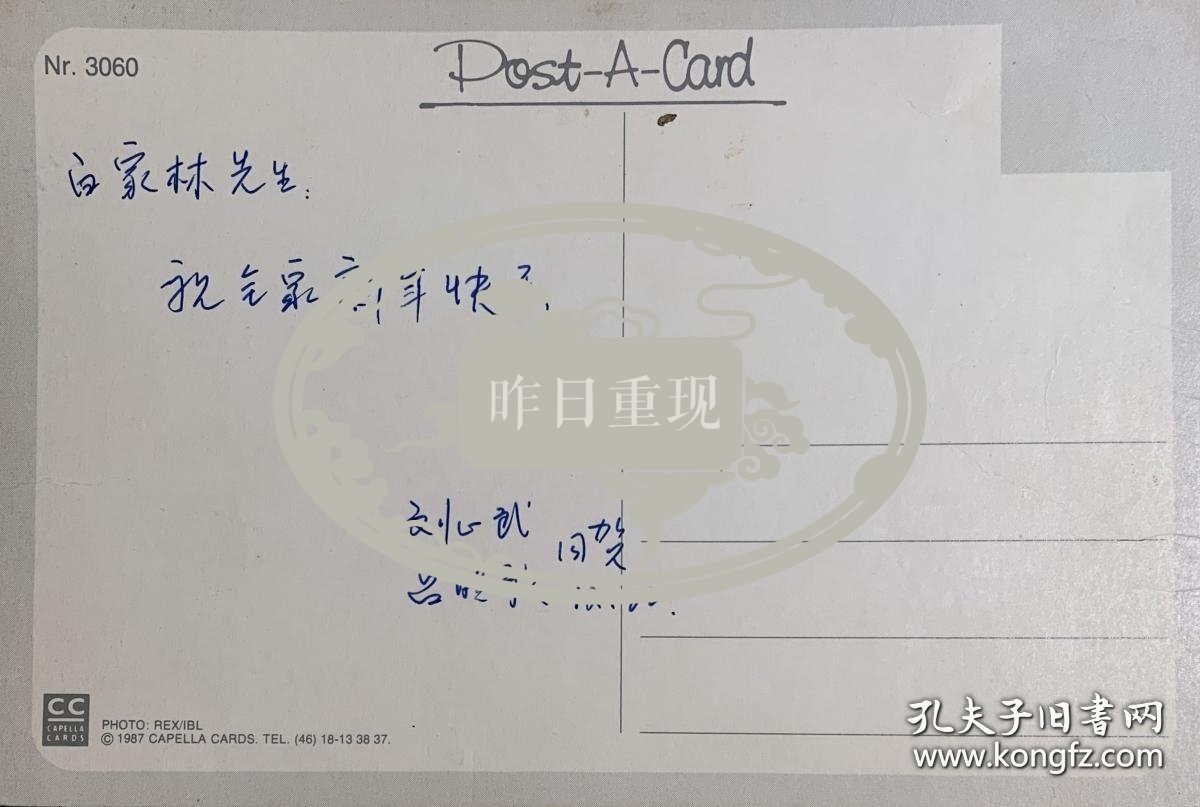 Nr. 3060
Post-A-Card
白家林先生:
祝全家新年快乐
昨日重现
刘心武
同贺
吕晓歌
CC
CAPELLA
CARDS
PHOTO: REX/IBL
© 1987 CAPELLA CARDS. TEL. (46) 18-13 38 37.
孔夫子旧書网
www.kongfz.com